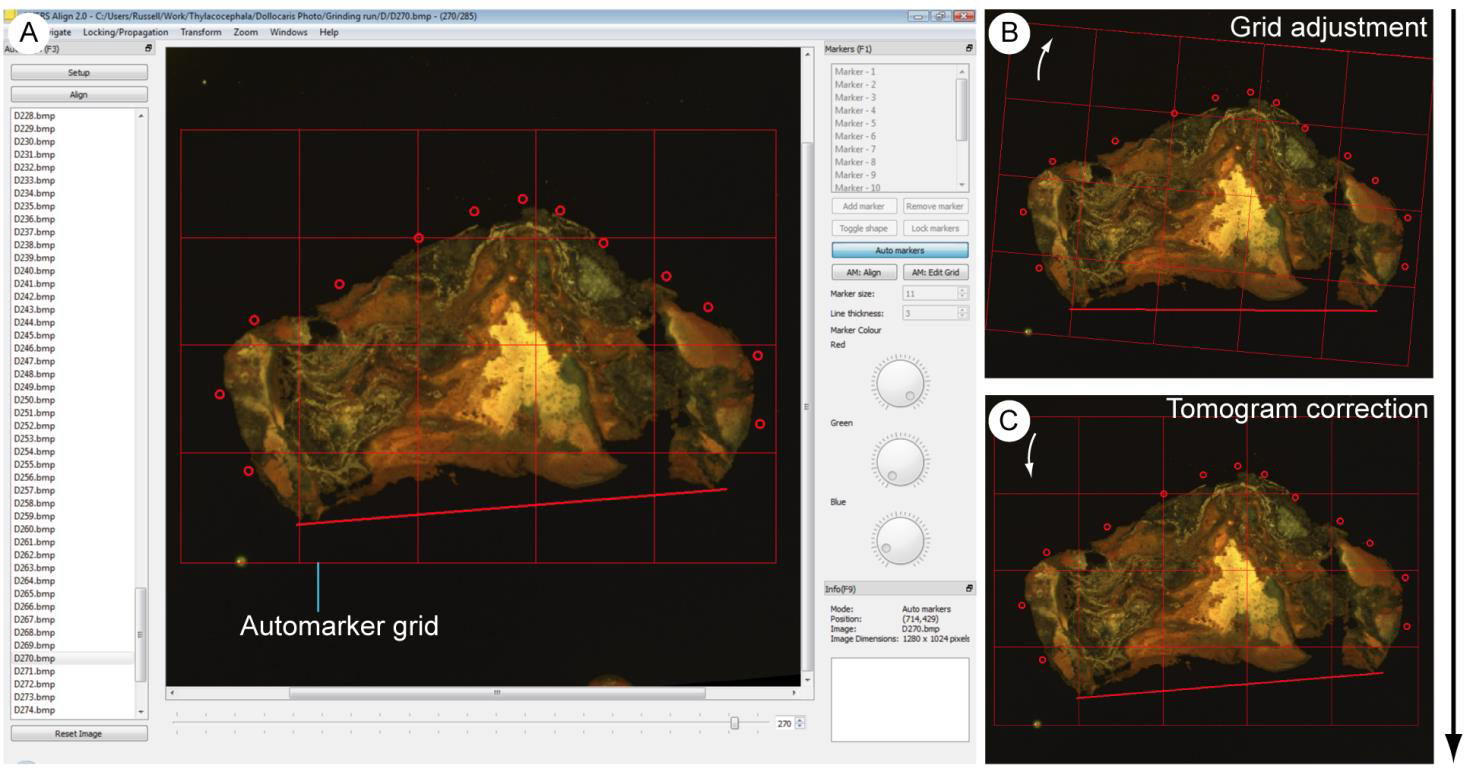 A
ERS Align 2.0 - C:/Users/Russell/Work/Thylacocephala/Dollocaris Photo/Grinding run/D/D270.bmp - (270/285)
igate Locking/Propagation Transform Zoom Windows Help
(F3)
Setup
Align
D228.bmp
D229.bmp
D230.bmp
D231.bmp
D232.bmp
D233.bmp
D234.bmp
D235.bmp
D236.bmp
D237.bmp
D238.bmp
D239.bmp
D240.bmp
D241.bmp
D242.bmp
D243.bmp
D244.bmp
D245.bmp
D246.bmp
D247.bmp
D248.bmp
D249.bmp
D250.bmp
D251.bmp
D252.bmp
D253.bmp
D254.bmp
D255.bmp
D256.bmp
D257.bmp
D258.bmp
D259.bmp
D260.bmp
D261.bmp
D262.bmp
D263.bmp
D264.bmp
D265.bmp
D266.bmp
D267.bmp
D268.bmp
D269.bmp
D270.bmp
D271.bmp
D272.bmp
D273.bmp
D274.bmp
Reset Image
Automarker grid
270
Markers (F1)
Marker - 1
Marker - 2
Marker - 3
Marker - 4
Marker - 5
Marker - 6
Marker - 7
Marker - 8
Marker - 9
Marker - 10
Add marker Remove marker
Toggle shape Lock markers
Auto markers
AM: Align AM: Edit Grid
Marker size: 11
Line thickness: 3
Marker Colour
Red
Green
Blue
Info(F9)
Mode: Auto markers
Position: (714,429)
Image: D270.bmp
Image Dimensions: 1280 x 1024 pixels
B
Grid adjustment
C
Tomogram correction